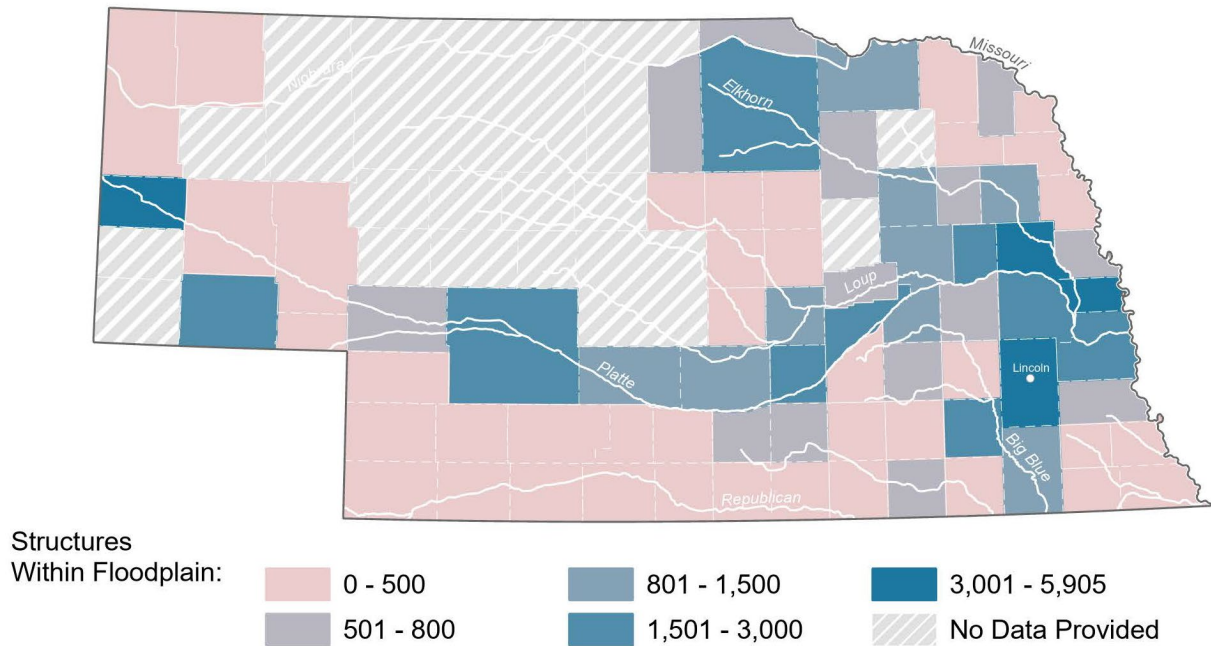 Missouri
Niobrara
Elkhorn
Loup
Platte
Lincoln
Big Blue
Republican
Structures
Within Floodplain:
0 - 500
801 - 1,500
3,001 - 5,905
501 - 800
1,501 - 3,000
No Data Provided